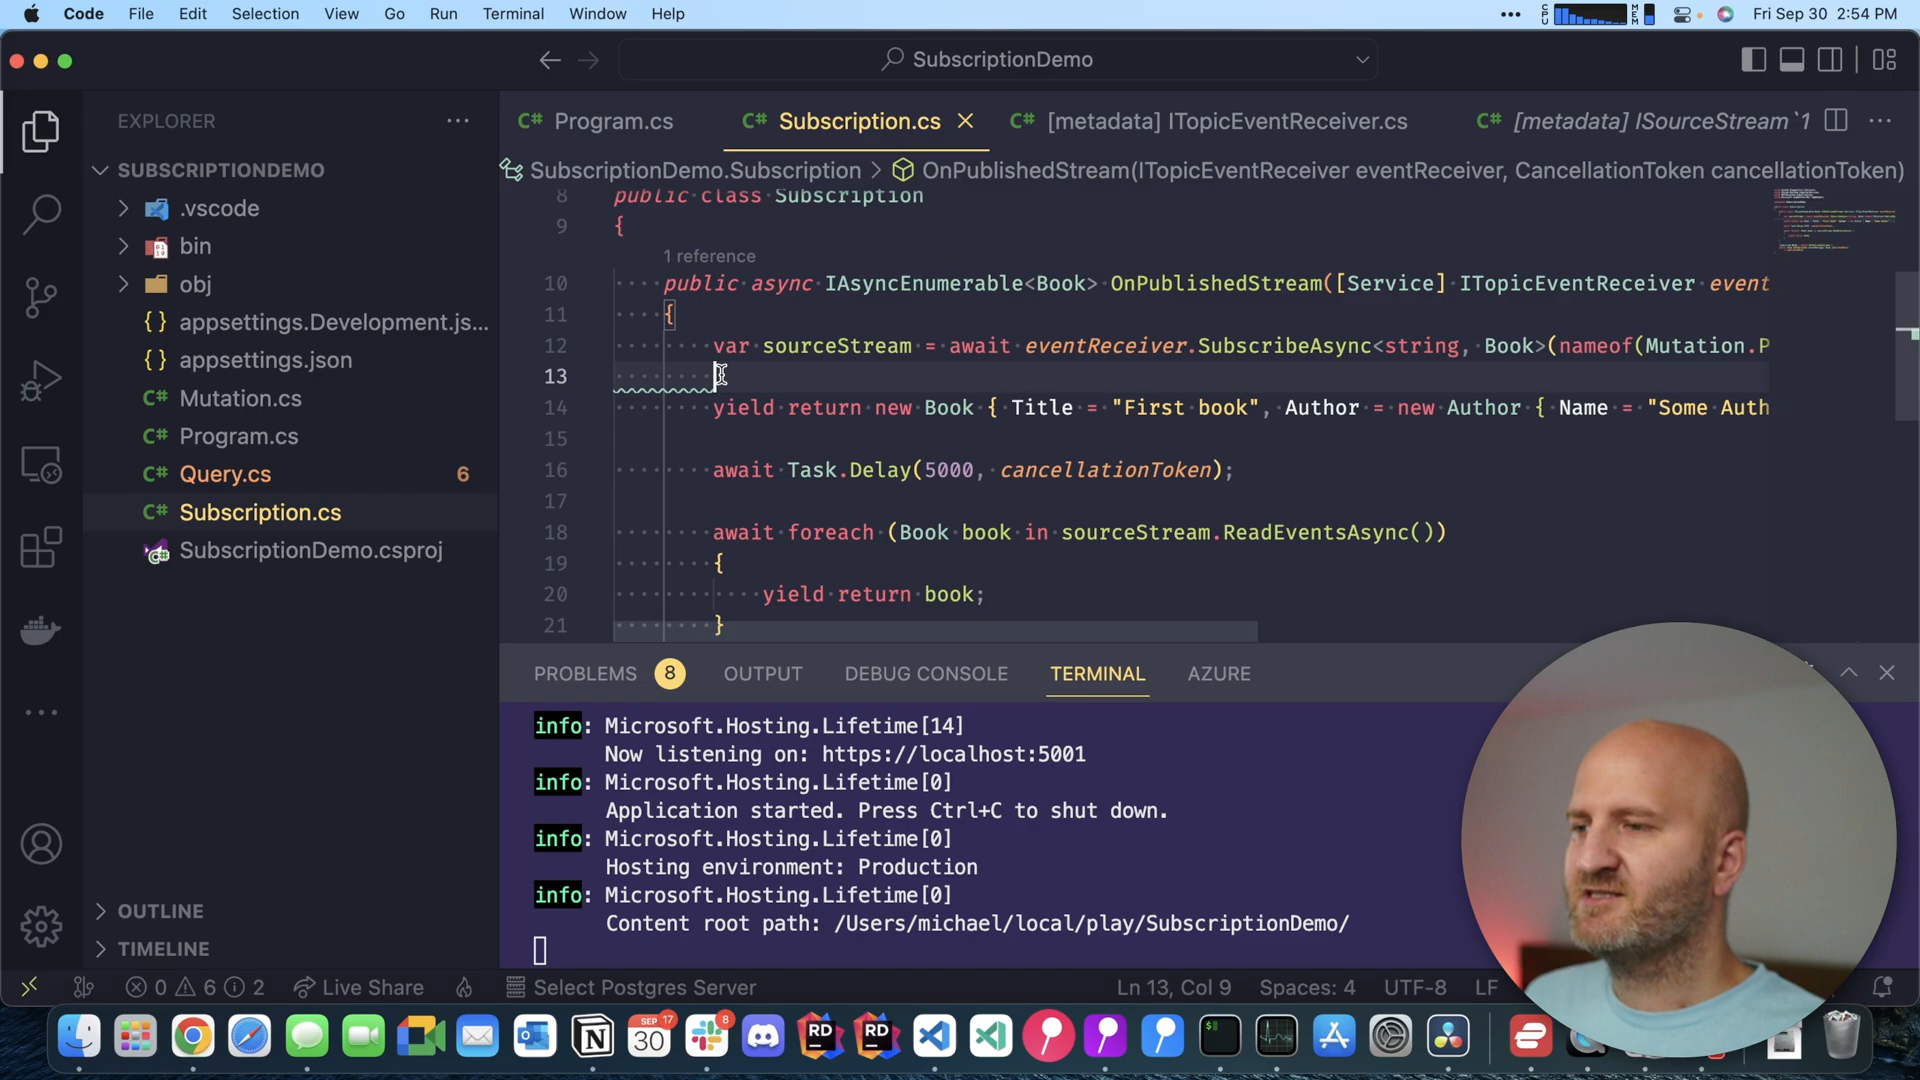 Code File Edit Selection View Go Run Terminal Window Help
CPU MEM Fri Sep 30 2:54 PM
SubscriptionDemo
EXPLORER
SUBSCRIPTIONDEMO
.vscode
bin
obj
appsettings.Development.js...
appsettings.json
Mutation.cs
Program.cs
Query.cs 6
Subscription.cs
SubscriptionDemo.csproj
OUTLINE
TIMELINE
Program.cs Subscription.cs [metadata] ITopicEventReceiver.cs [metadata] ISourceStream`1
SubscriptionDemo.Subscription > OnPublishedStream(ITopicEventReceiver eventReceiver, CancellationToken cancellationToken)
8 public class Subscription
9 {
1 reference
10 public async IAsyncEnumerable<Book> OnPublishedStream([Service] ITopicEventReceiver event
11 {
12 var sourceStream = await eventReceiver.SubscribeAsync<string, Book>(nameof(Mutation.P
13
14 yield return new Book { Title = "First book", Author = new Author { Name = "Some Auth
15
16 await Task.Delay(5000, cancellationToken);
17
18 await foreach (Book book in sourceStream.ReadEventsAsync())
19 {
20 yield return book;
21 }
PROBLEMS 8 OUTPUT DEBUG CONSOLE TERMINAL AZURE
info: Microsoft.Hosting.Lifetime[14]
Now listening on: https://localhost:5001
info: Microsoft.Hosting.Lifetime[0]
Application started. Press Ctrl+C to shut down.
info: Microsoft.Hosting.Lifetime[0]
Hosting environment: Production
info: Microsoft.Hosting.Lifetime[0]
Content root path: /Users/michael/local/play/SubscriptionDemo/
0 6 2 Live Share Select Postgres Server Ln 13, Col 9 Spaces: 4 UTF-8 LF
SEP 17 30 8 RD RD